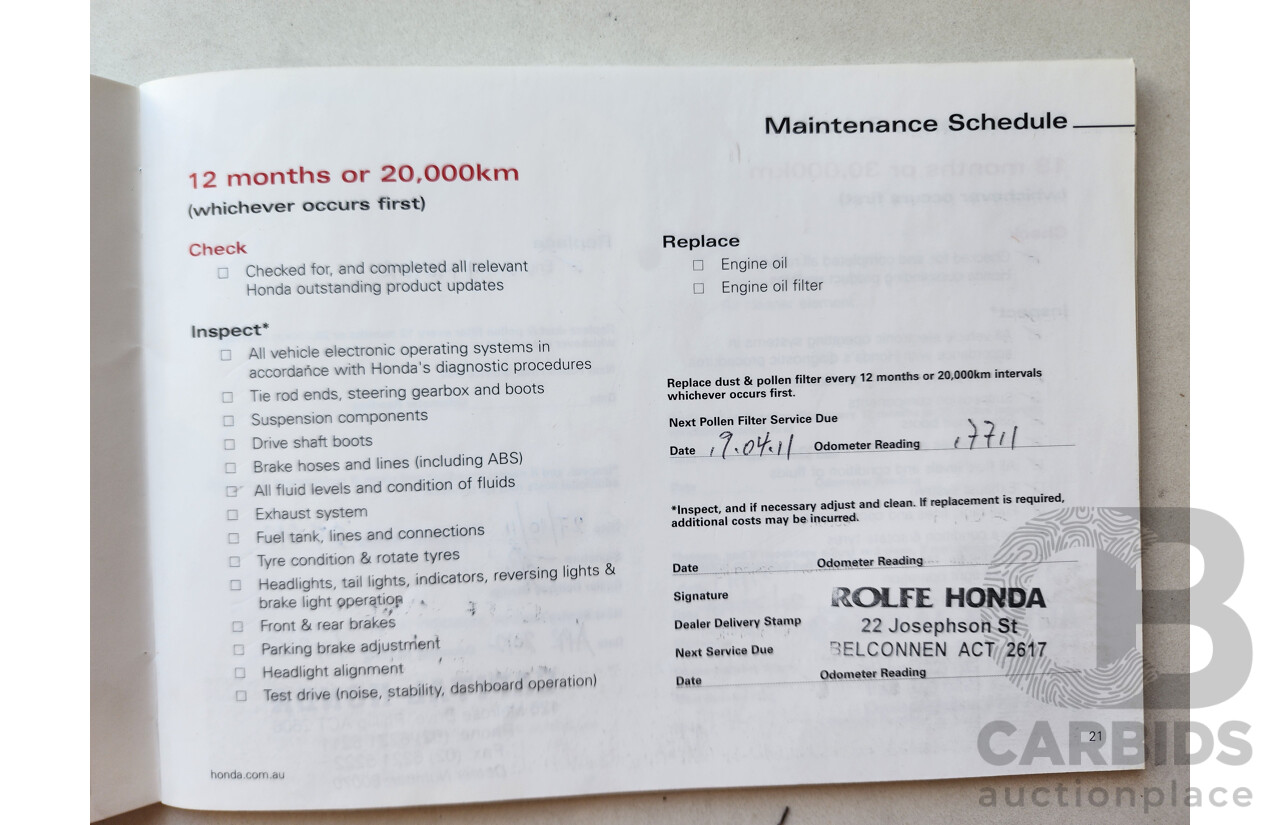 Maintenance Schedule
12 months or 20,000km
(whichever occurs first)
Check
Checked for, and completed all relevant
Honda outstanding product updates
Inspect*
All vehicle electronic operating systems in
accordance with Honda's diagnostic procedures
Tie rod ends, steering gearbox and boots
Suspension components
Drive shaft boots
Brake hoses and lines (including ABS)
All fluid levels and condition of fluids
Exhaust system
Fuel tank, lines and connections
Tyre condition & rotate tyres
Headlights, tail lights, indicators, reversing lights &
brake light operation
Front & rear brakes
Parking brake adjustment
Headlight alignment
Test drive (noise, stability, dashboard operation)
honda.com.au
Replace
Engine oil
Engine oil filter
Replace dust & pollen filter every 12 months or 20,000km intervals
whichever occurs first.
Next Pollen Filter Service Due
Date 19.04.11 Odometer Reading 17711
*Inspect, and if necessary adjust and clean. If replacement is required,
additional costs may be incurred.
Date Odometer Reading
Signature ROLFE HONDA
Dealer Delivery Stamp 22 Josephson St
Next Service Due BELCONNEN ACT 2617
Date Odometer Reading
21
CARBIDS
auctionplace